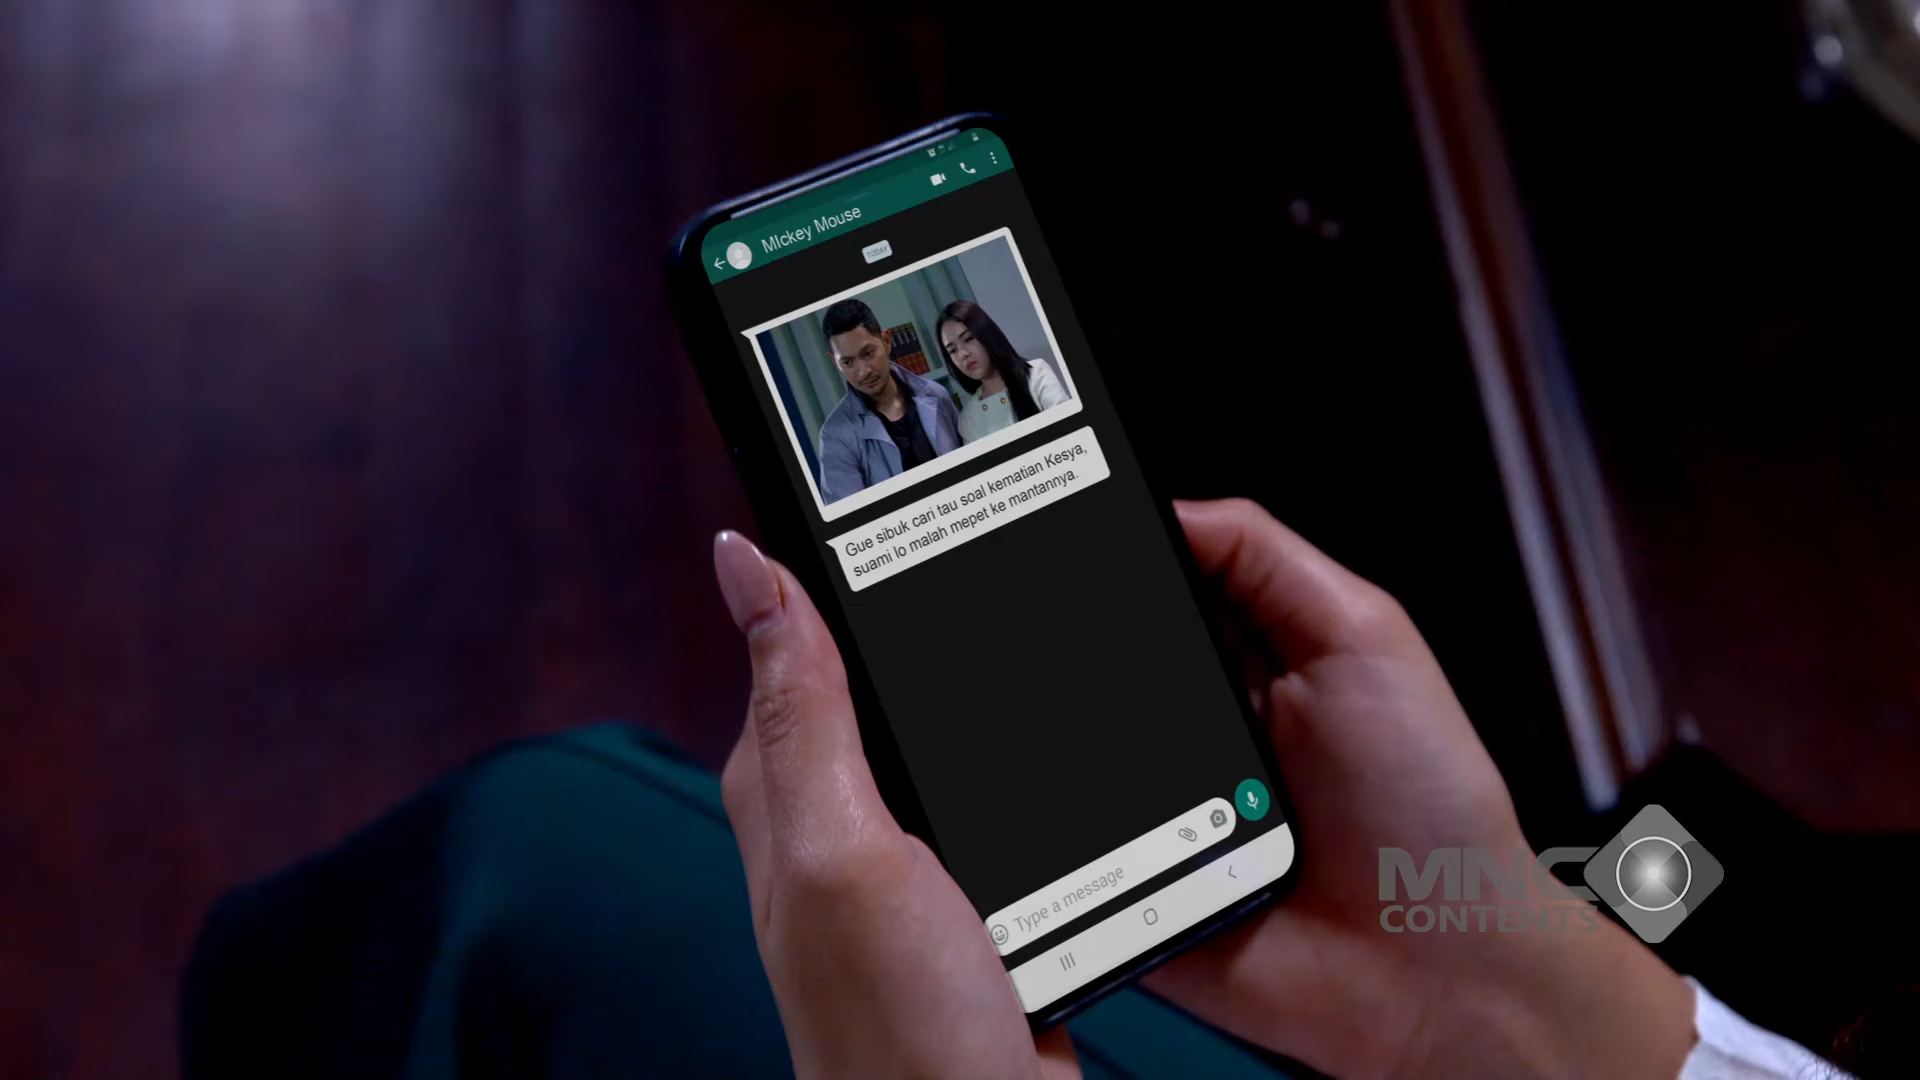 MIckey Mouse
TODAY
Gue sibuk cari tau soal kematian Kesya,
suami lo malah mepet ke mantannya.
Type a message
MNC
CONTENTS